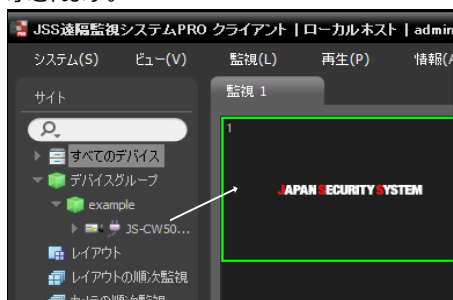 JSS遠隔監視システムPRO クライアント | ローカルホスト | admin
システム(S) ビュー(V) 監視(L) 再生(P) 情報(A
サイト
監視 1
1
すべてのデバイス
デバイスグループ
example
JS-CW50...
JAPAN SECURITY SYSTEM
レイアウト
レイアウトの順次監視